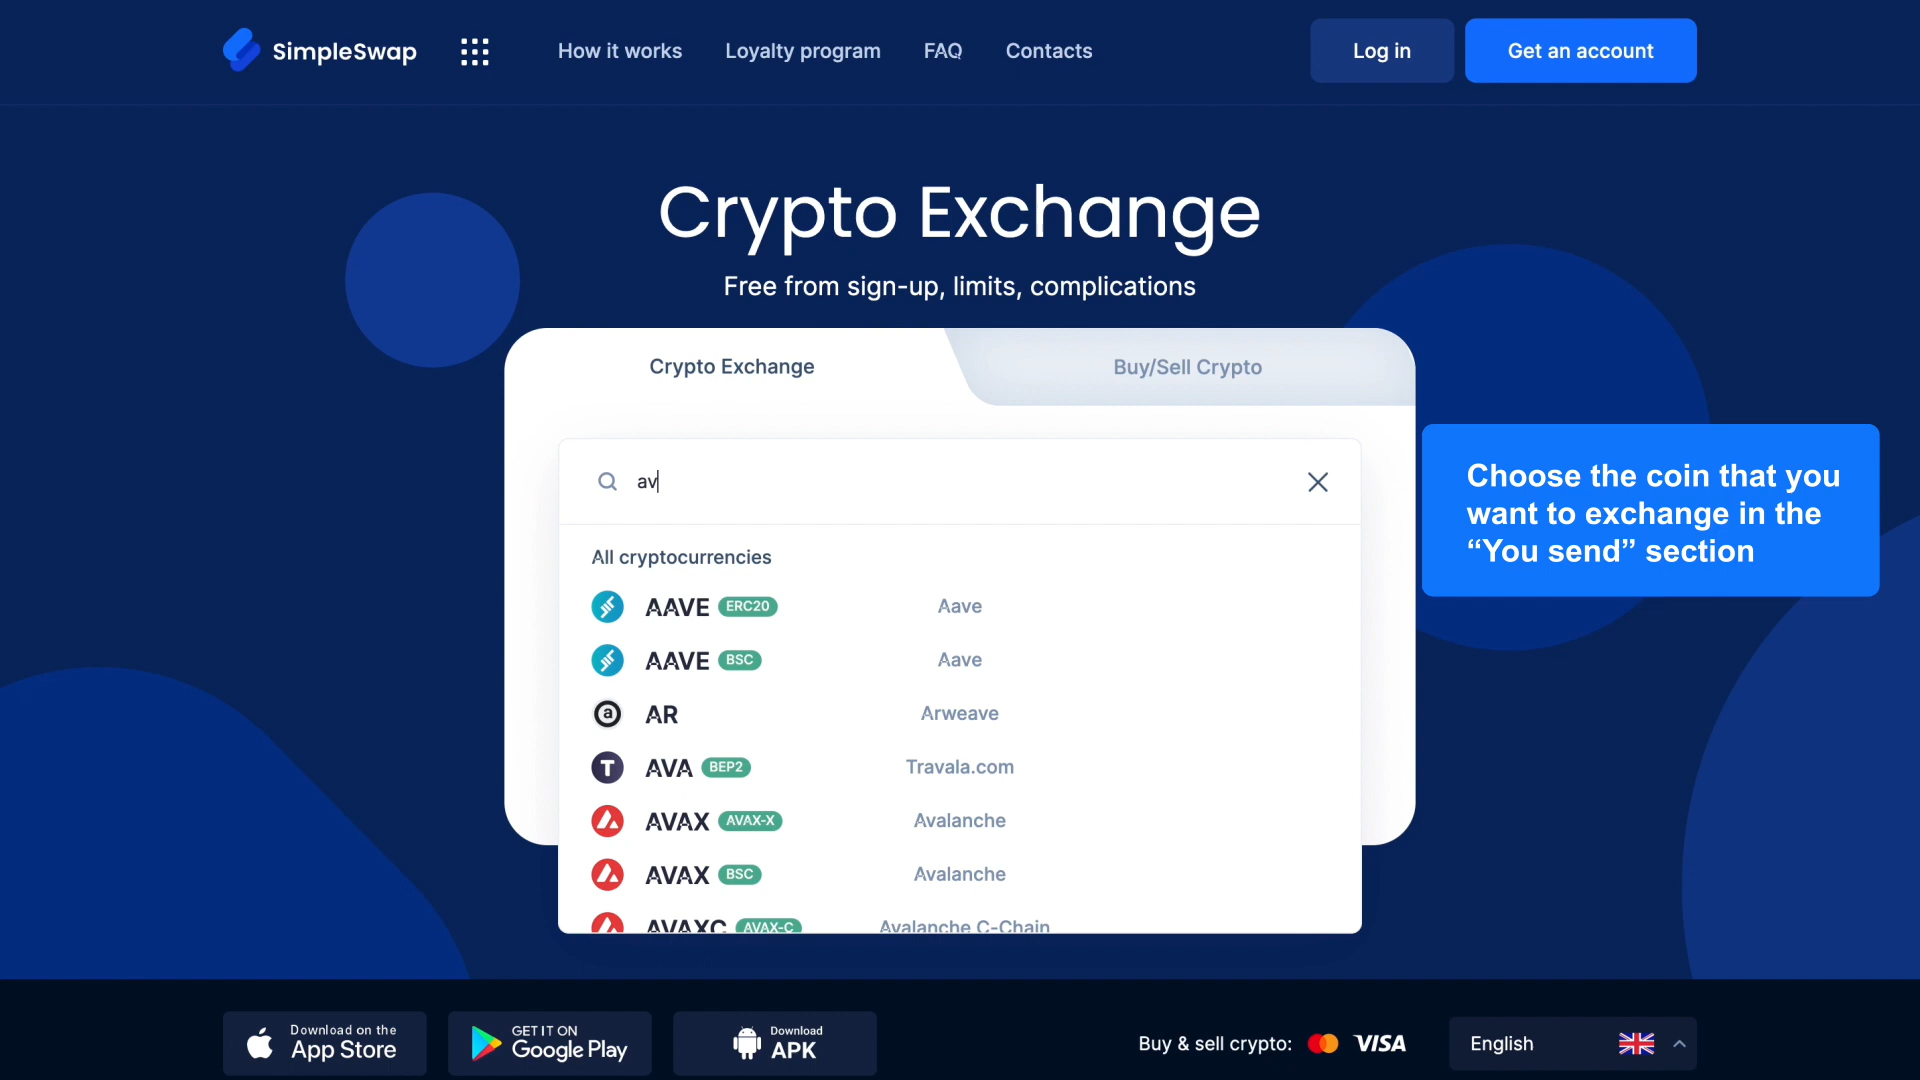 SimpleSwap
How it works
Loyalty program
FAQ
Contacts
Log in
Get an account
Crypto Exchange
Free from sign-up, limits, complications
Crypto Exchange
Buy/Sell Crypto
av
Choose the coin that you
want to exchange in the
“You send” section
All cryptocurrencies
AAVE ERC20 Aave
AAVE BSC Aave
AR Arweave
AVA BEP2 Travala.com
AVAX AVAX-X Avalanche
AVAX BSC Avalanche
AVAXC AVAX-C Avalanche C-Chain
Download on the
App Store
GET IT ON
Google Play
Download
APK
Buy & sell crypto:
VISA
English